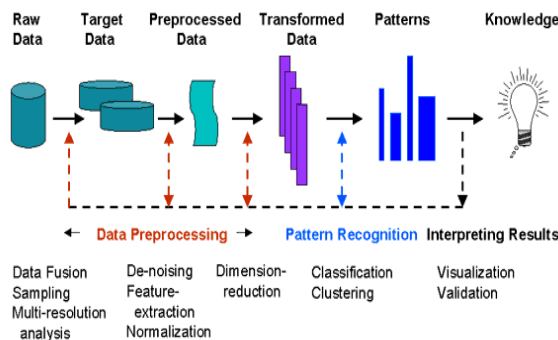 Raw Target Preprocessed Transformed Patterns Knowledge
Data Data Data Data
Data Preprocessing Pattern Recognition Interpreting Results
Data Fusion De-noising Dimension- Classification Visualization
Sampling Feature- reduction Clustering Validation
Multi-resolution extraction
analysis Normalization